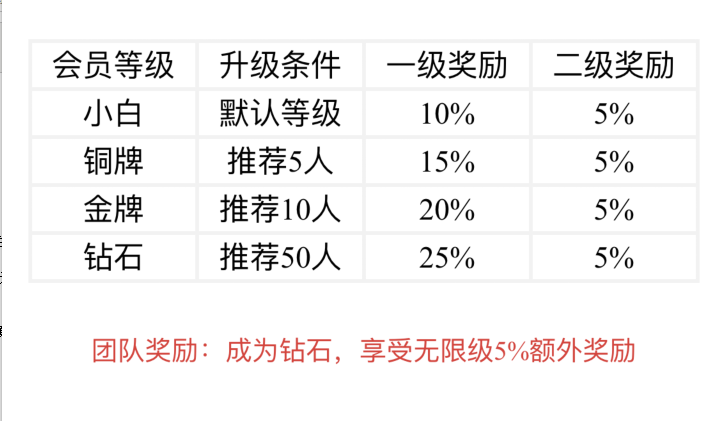 会员等级 升级条件 一级奖励 二级奖励
小白 默认等级 10% 5%
铜牌 推荐5人 15% 5%
金牌 推荐10人 20% 5%
钻石 推荐50人 25% 5%
团队奖励：成为钻石，享受无限级5%额外奖励